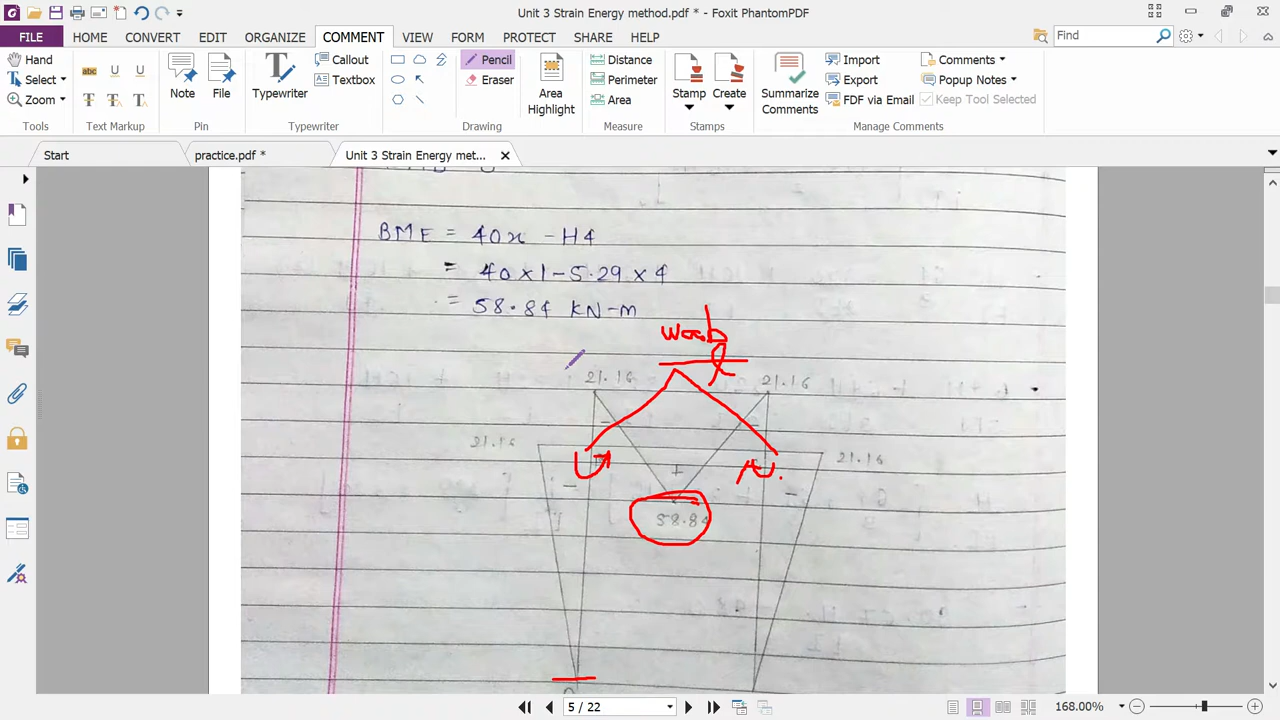 Unit 3 Strain Energy method.pdf * - Foxit PhantomPDF
FILE HOME CONVERT EDIT ORGANIZE COMMENT VIEW FORM PROTECT SHARE HELP Find
Hand Select Zoom Tools
abc U U T T T Text Markup
Note File Pin
Typewriter Callout Textbox Typewriter
Pencil Eraser Area Highlight Drawing
Distance Perimeter Area Measure
Stamp Create Stamps
Summarize Comments Import Export FDF via Email Comments Popup Notes Keep Tool Selected Manage Comments
Start practice.pdf * Unit 3 Strain Energy met...
BME = 40x - H4
= 40x1-5.29x4
= 58.84 KN-m
21.16 21.16
21.16 21.16
- - + - -
58.84
5 / 22 168.00%